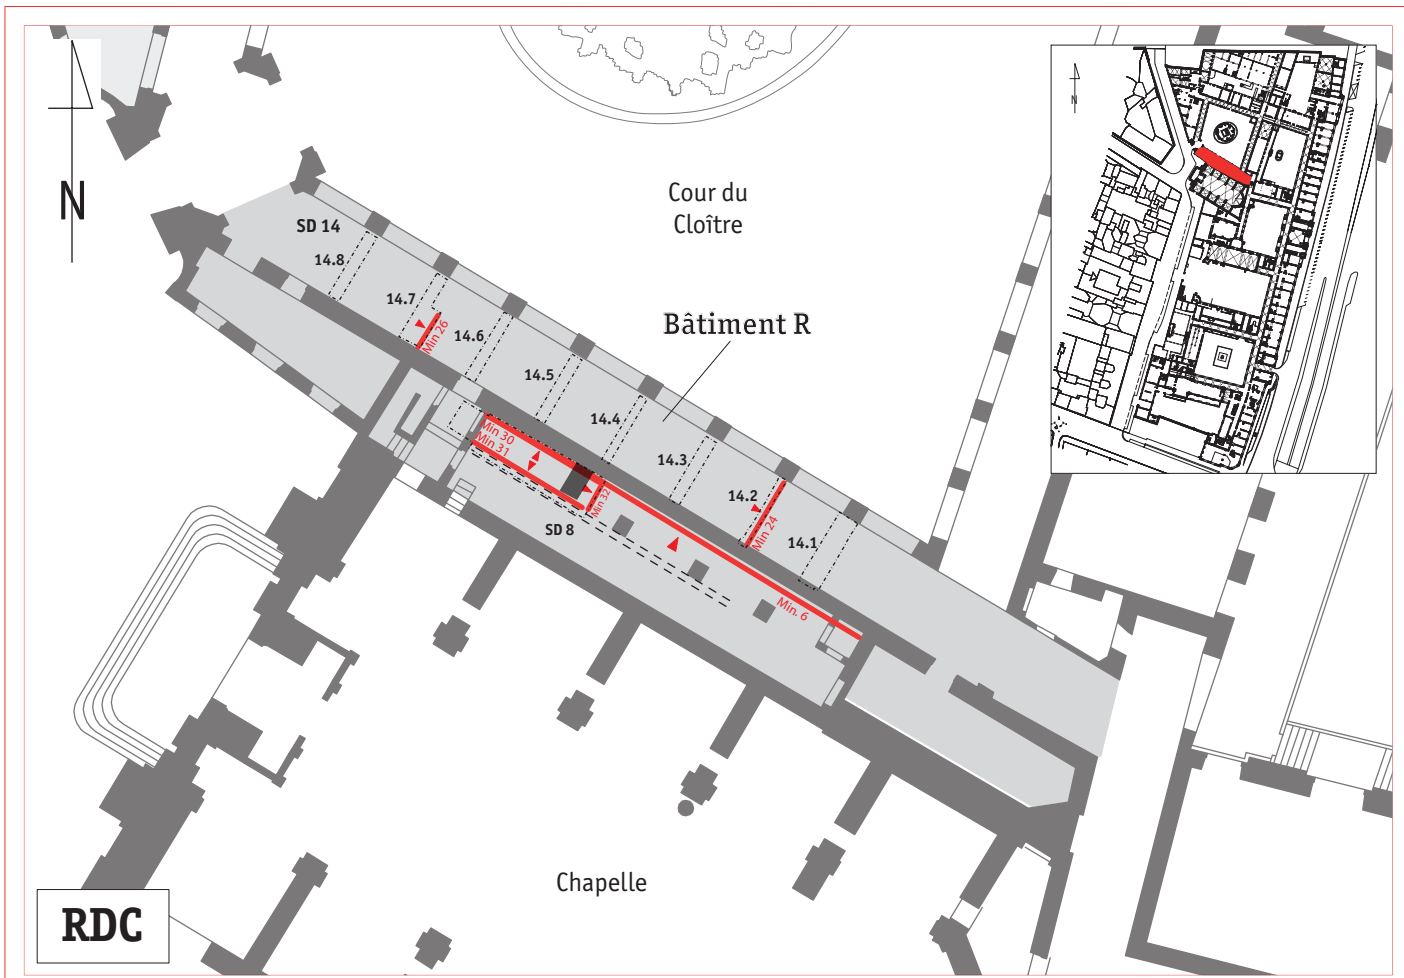 N
N
Cour du
Cloître
SD 14
14.8
14.7
Min 26
14.6
Bâtiment R
14.5
14.4
Min 30
Min 31
14.3
14.2
Min 32
Min 24
SD 8
14.1
Min. 6
Chapelle
RDC